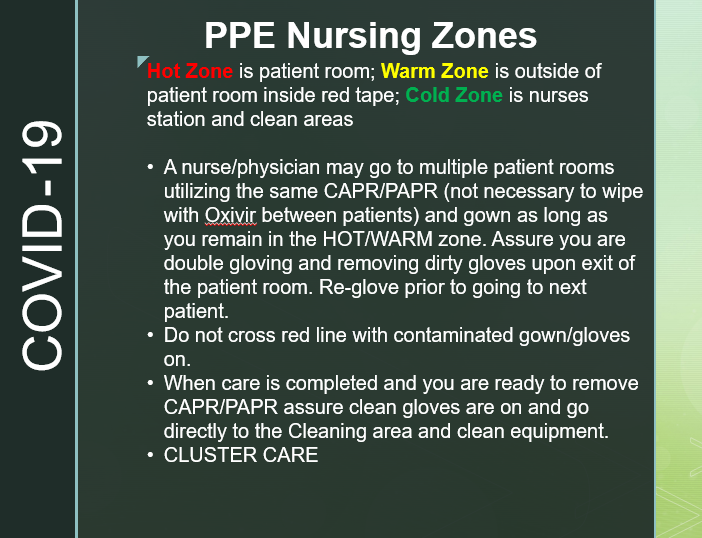 PPE Nursing Zones
Hot Zone is patient room; Warm Zone is outside of
patient room inside red tape; Cold Zone is nurses
station and clean areas
• A nurse/physician may go to multiple patient rooms
utilizing the same CAPR/PAPR (not necessary to wipe
with Oxivir between patients) and gown as long as
you remain in the HOT/WARM zone. Assure you are
double gloving and removing dirty gloves upon exit of
the patient room. Re-glove prior to going to next
patient.
• Do not cross red line with contaminated gown/gloves
on.
• When care is completed and you are ready to remove
CAPR/PAPR assure clean gloves are on and go
directly to the Cleaning area and clean equipment.
• CLUSTER CARE
COVID-19